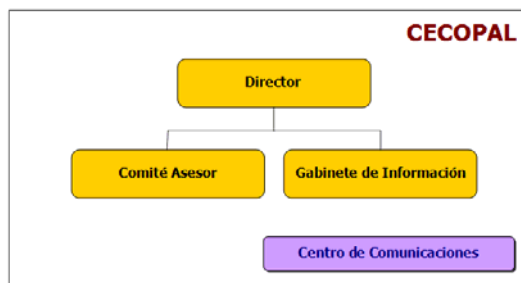 CECOPAL
Director
Comité Asesor
Gabinete de Información
Centro de Comunicaciones